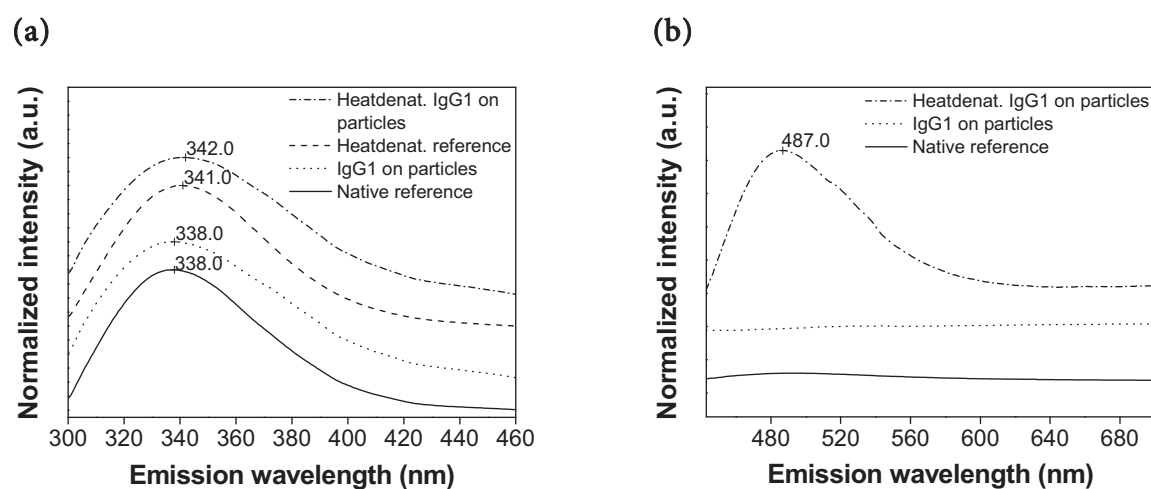 (a)
Normalized intensity (a.u.)
Heatdenat. IgG1 on
particles
Heatdenat. reference
IgG1 on particles
Native reference
342.0
341.0
338.0
338.0
300 320 340 360 380 400 420 440 460
Emission wavelength (nm)
(b)
Normalized intensity (a.u.)
Heatdenat. IgG1 on particles
IgG1 on particles
Native reference
487.0
480 520 560 600 640 680
Emission wavelength (nm)